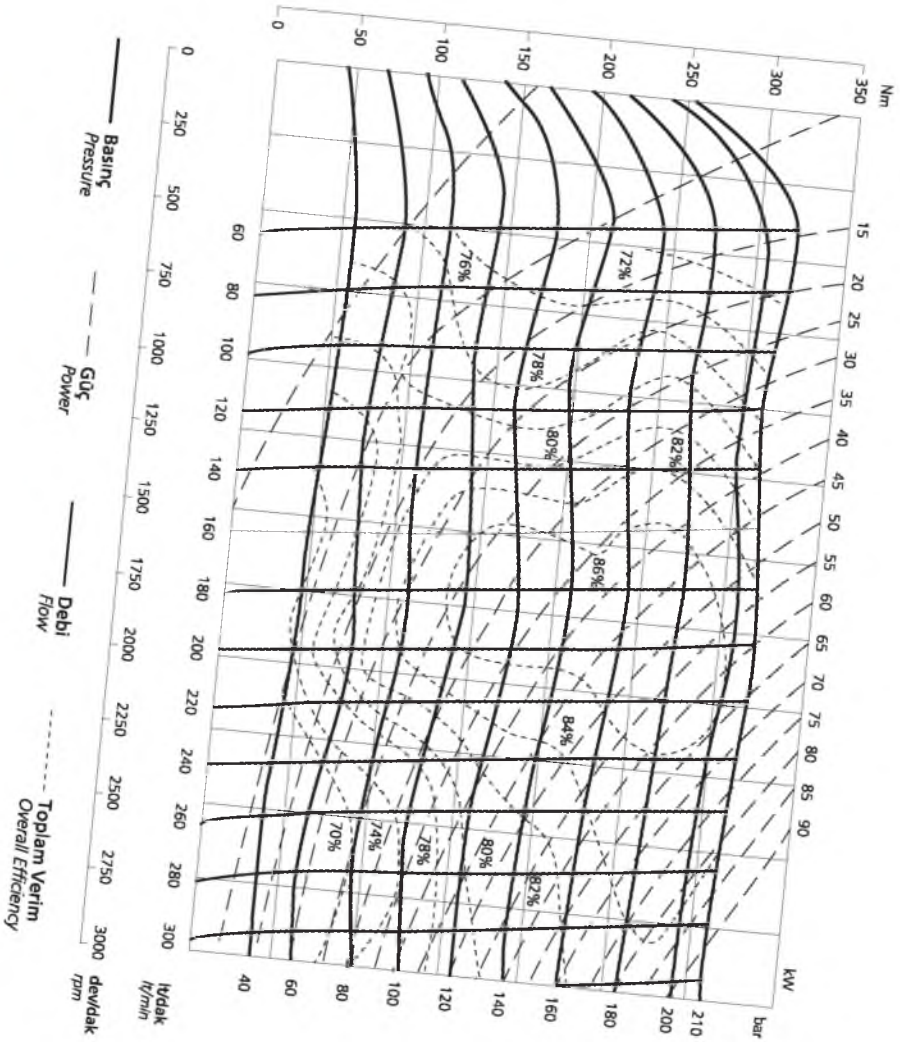 Nm
350
300
250
200
150
100
50
0
15 20 25 30 35 40 45 50 55 60 65 70 75 80 85 90 kW
bar
210
200
180
160
140
120
100
80
60
40
72%
82%
86%
84%
80%
78%
82%
80%
76%
78%
74%
70%
60 80 100 120 140 160 180 200 220 240 260 280 300 lt/dak
lt/min
0 250 500 750 1000 1250 1500 1750 2000 2250 2500 2750 3000 dev/dak
rpm
Basınç
Pressure
Güç
Power
Debi
Flow
Toplam Verim
Overall Efficiency